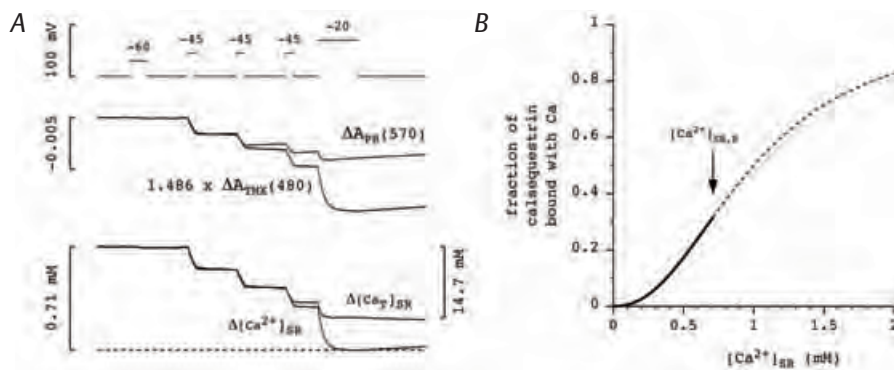 A
-60
-45
-45
-45
-20
100 mV
-0.005
ΔA_PR(570)
1.486 x ΔA_TMX(480)
0.71 mM
14.7 mM
Δ[Ca_T]_SR
Δ[Ca²⁺]_SR
B
fraction of
calsequestrin
bound with Ca
1
0.8
0.6
0.4
0.2
0
[Ca²⁺]_SR,R
0
0.5
1
1.5
2
[Ca²⁺]_SR (mM)